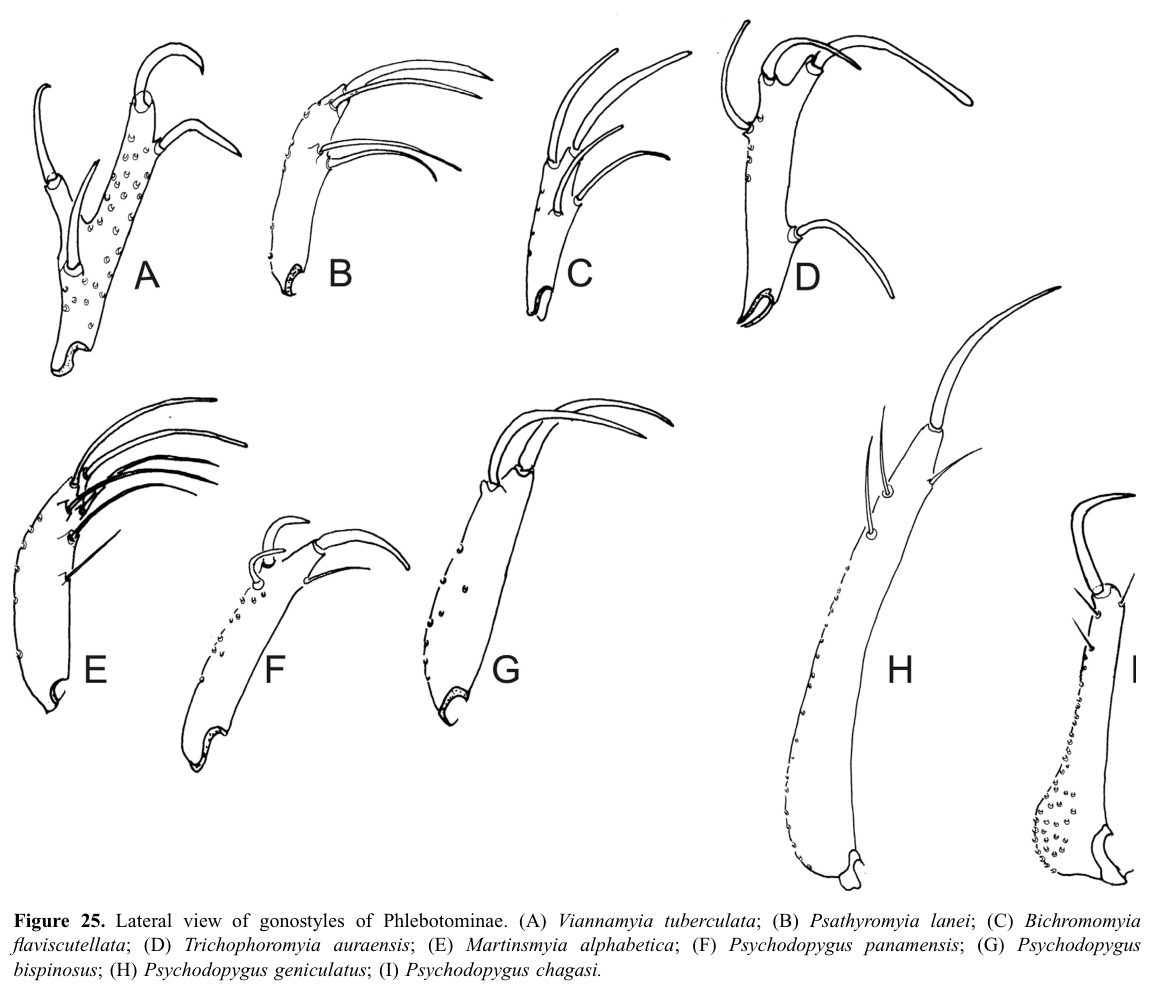 A
B
C
D
E
F
G
H
I
Figure 25. Lateral view of gonostyles of Phlebotominae. (A) Viannamyia tuberculata; (B) Psathyromyia lanei; (C) Bichromomyia
flaviscutellata; (D) Trichophoromyia auraensis; (E) Martinsmyia alphabetica; (F) Psychodopygus panamensis; (G) Psychodopygus
bispinosus; (H) Psychodopygus geniculatus; (I) Psychodopygus chagasi.